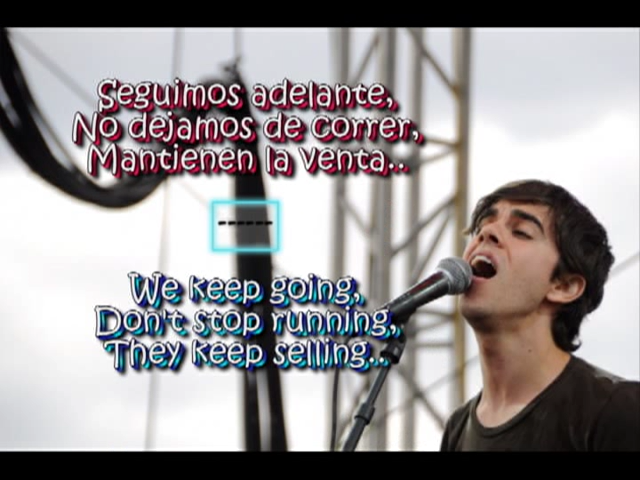 Seguimos adelante,
No dejamos de correr,
Mantienen la venta..
------
We keep going,
Don't stop running,
They keep selling...